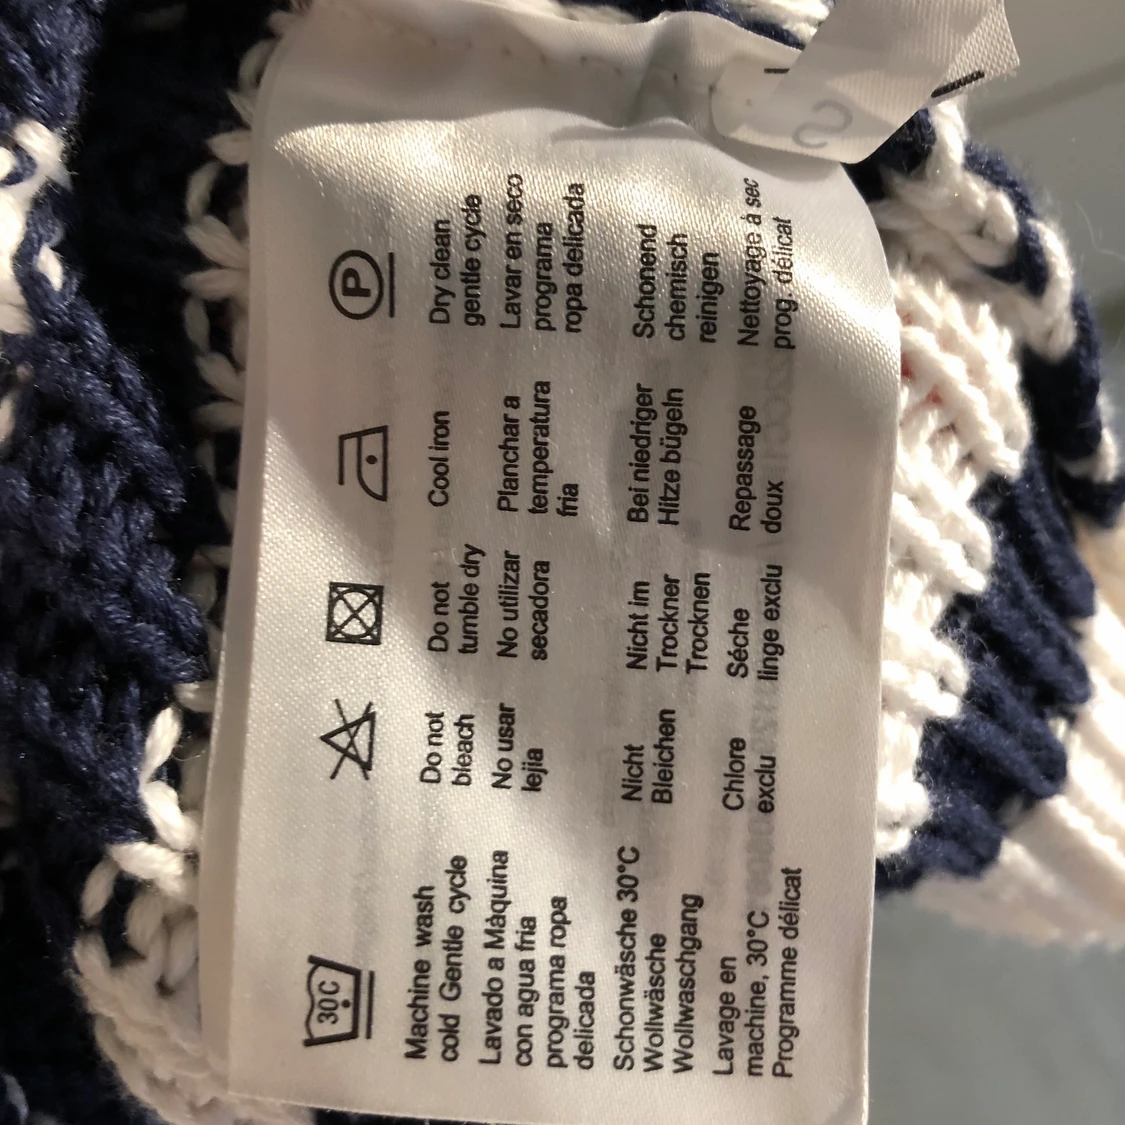 30C
Machine wash
cold Gentle cycle
Lavado a Màquina
con agua fria
programa ropa
delicada
Schonwäsche 30°C
Wollwäsche
Wollwaschgang
Lavage en
machine, 30°C
Programme délicat
Do not
bleach
No usar
lejia
Nicht
Bleichen
Chlore
exclu
Do not
tumble dry
No utilizar
secadora
Nicht im
Trockner
Trocknen
Séche
linge exclu
Cool iron
Planchar a
temperatura
fria
Bei niedriger
Hitze bügeln
Repassage
doux
P
Dry clean
gentle cycle
Lavar en seco
programa
ropa delicada
Schonend
chemisch
reinigen
Nettoyage à sec
prog. délicat